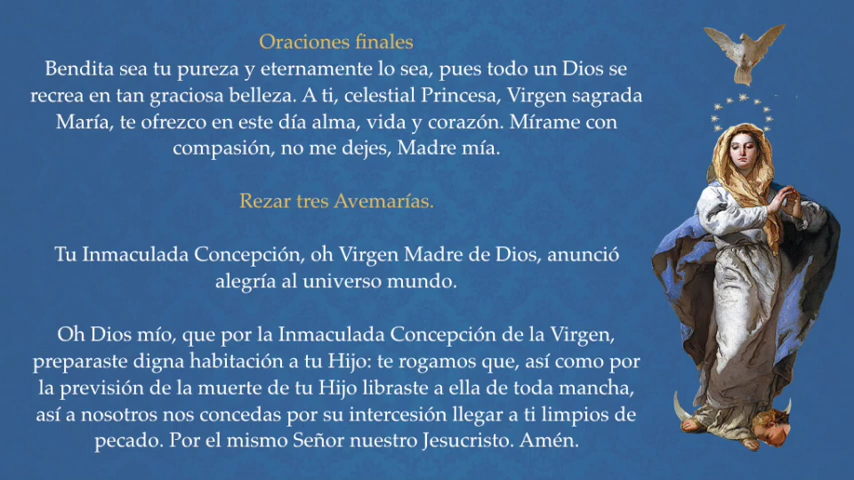 Oraciones finales
Bendita sea tu pureza y eternamente lo sea, pues todo un Dios se
recrea en tan graciosa belleza. A ti, celestial Princesa, Virgen sagrada
María, te ofrezco en este día alma, vida y corazón. Mírame con
compasión, no me dejes, Madre mía.
Rezar tres Avemarías.
Tu Inmaculada Concepción, oh Virgen Madre de Dios, anunció
alegría al universo mundo.
Oh Dios mío, que por la Inmaculada Concepción de la Virgen,
preparaste digna habitación a tu Hijo: te rogamos que, así como por
la previsión de la muerte de tu Hijo libraste a ella de toda mancha,
así a nosotros nos concedas por su intercesión llegar a ti limpios de
pecado. Por el mismo Señor nuestro Jesucristo. Amén.